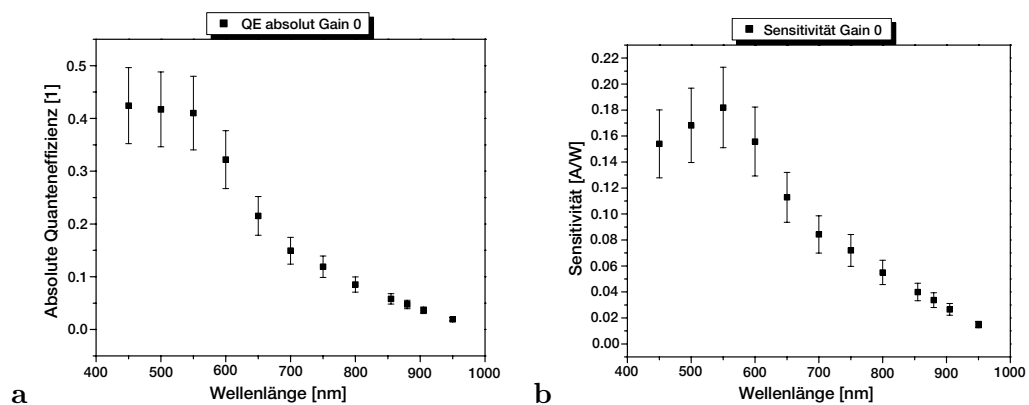 QE absolut Gain 0
Absolute Quanteneffizienz [1]
0.5
0.4
0.3
0.2
0.1
0.0
400 500 600 700 800 900 1000
Wellenlänge [nm]
a
Sensitivität Gain 0
Sensitivität [A/W]
0.22
0.20
0.18
0.16
0.14
0.12
0.10
0.08
0.06
0.04
0.02
0.00
400 500 600 700 800 900 1000
Wellenlänge [nm]
b